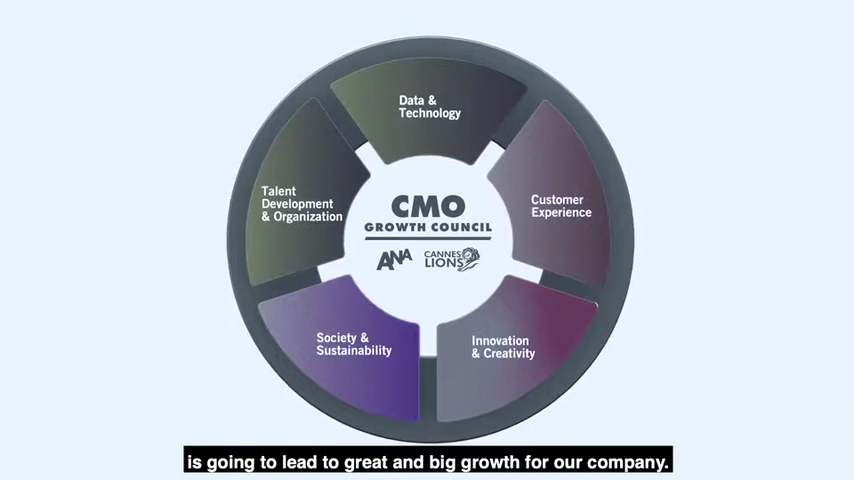 Data &
Technology
Talent
Development
& Organization
CMO
GROWTH COUNCIL
ANA
CANNES
LIONS
Customer
Experience
Society &
Sustainability
Innovation
& Creativity
is going to lead to great and big growth for our company.